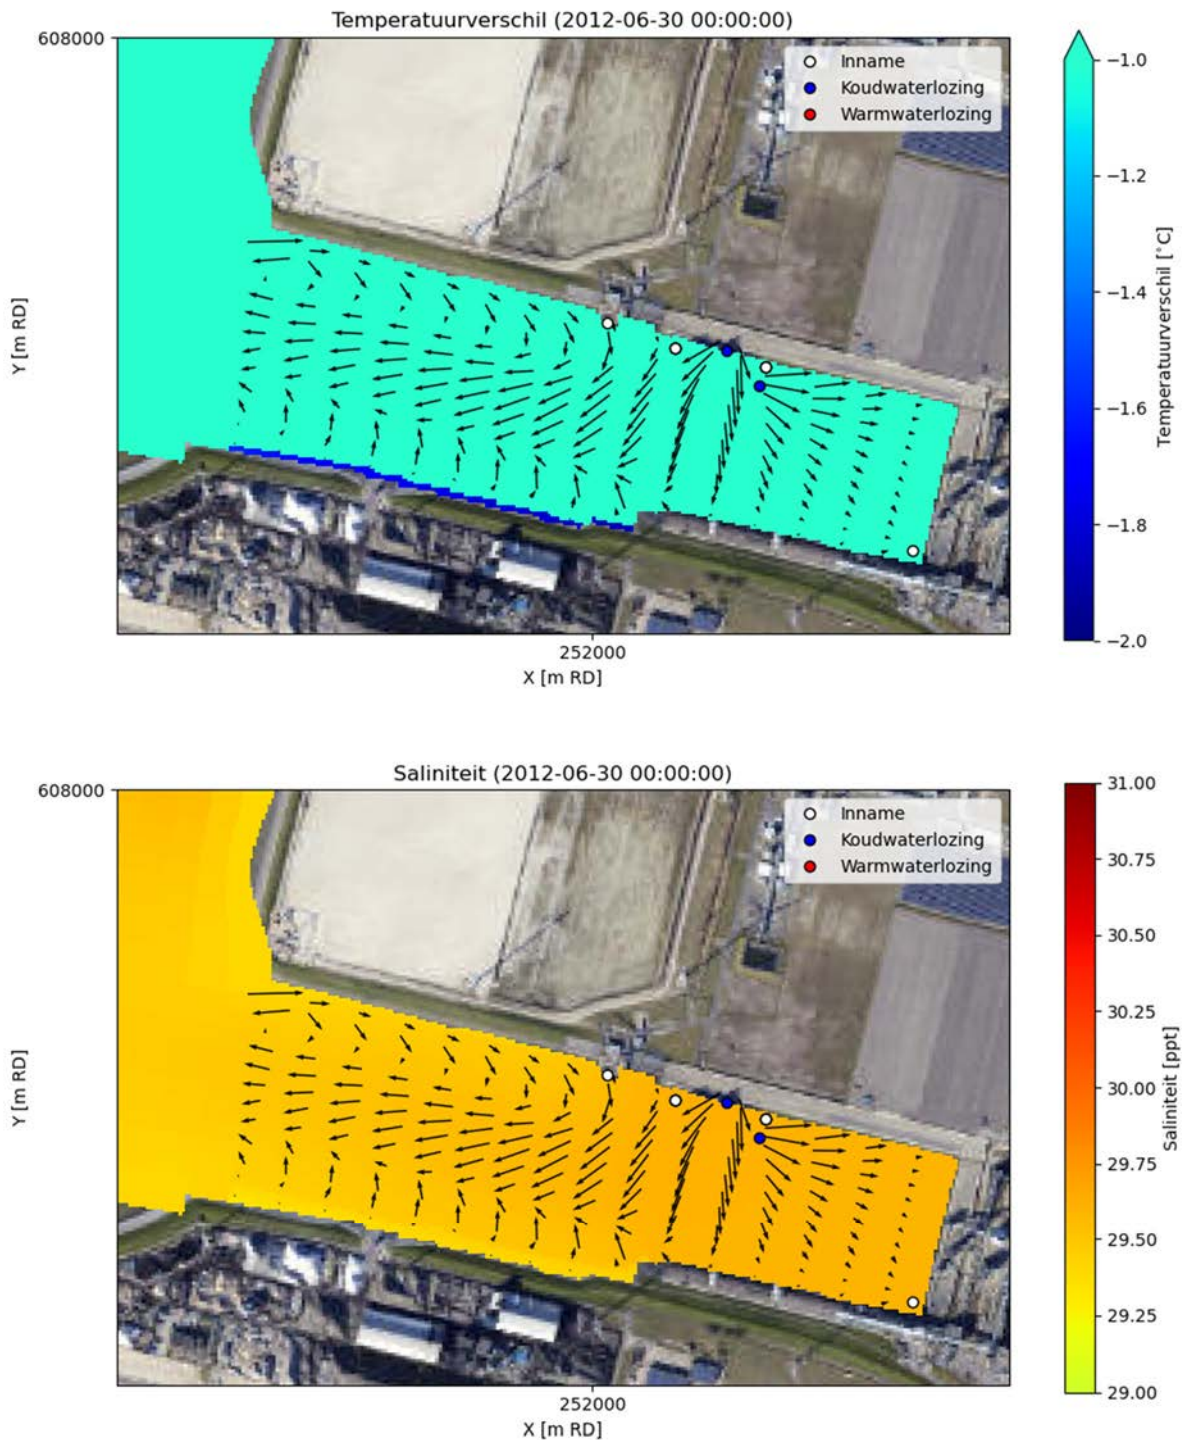 Temperatuurverschil (2012-06-30 00:00:00)
608000
Inname
Koudwaterlozing
Warmwaterlozing
Y [m RD]
252000
X [m RD]
−1.0
−1.2
−1.4
−1.6
−1.8
−2.0
Temperatuurverschil [°C]
Saliniteit (2012-06-30 00:00:00)
608000
Inname
Koudwaterlozing
Warmwaterlozing
Y [m RD]
252000
X [m RD]
31.00
30.75
30.50
30.25
30.00
29.75
29.50
29.25
29.00
Saliniteit [ppt]